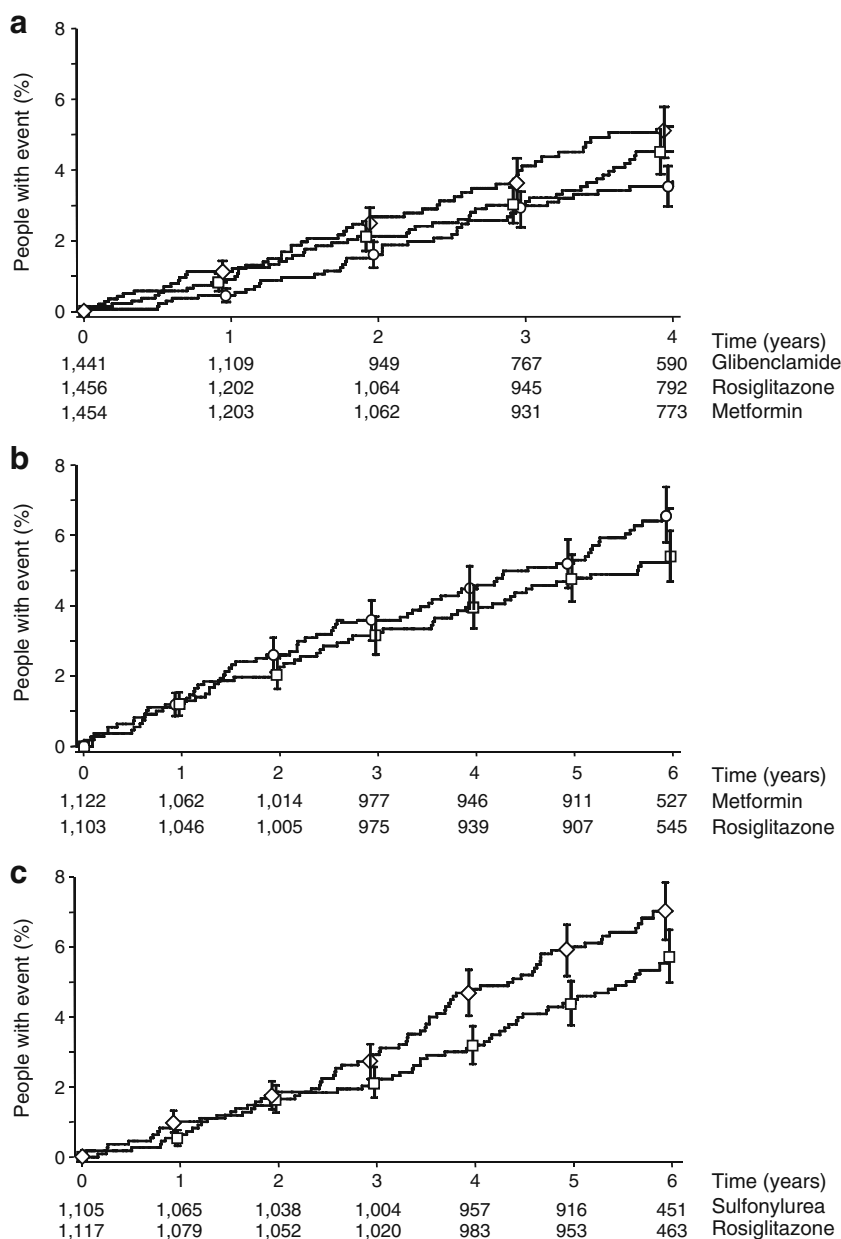 a
8
6
4
2
0
People with event (%)
0 1 2 3 4 Time (years)
1,441 1,109 949 767 590 Glibenclamide
1,456 1,202 1,064 945 792 Rosiglitazone
1,454 1,203 1,062 931 773 Metformin
b
8
6
4
2
0
People with event (%)
0 1 2 3 4 5 6 Time (years)
1,122 1,062 1,014 977 946 911 527 Metformin
1,103 1,046 1,005 975 939 907 545 Rosiglitazone
c
8
6
4
2
0
People with event (%)
0 1 2 3 4 5 6 Time (years)
1,105 1,065 1,038 1,004 957 916 451 Sulfonylurea
1,117 1,079 1,052 1,020 983 953 463 Rosiglitazone